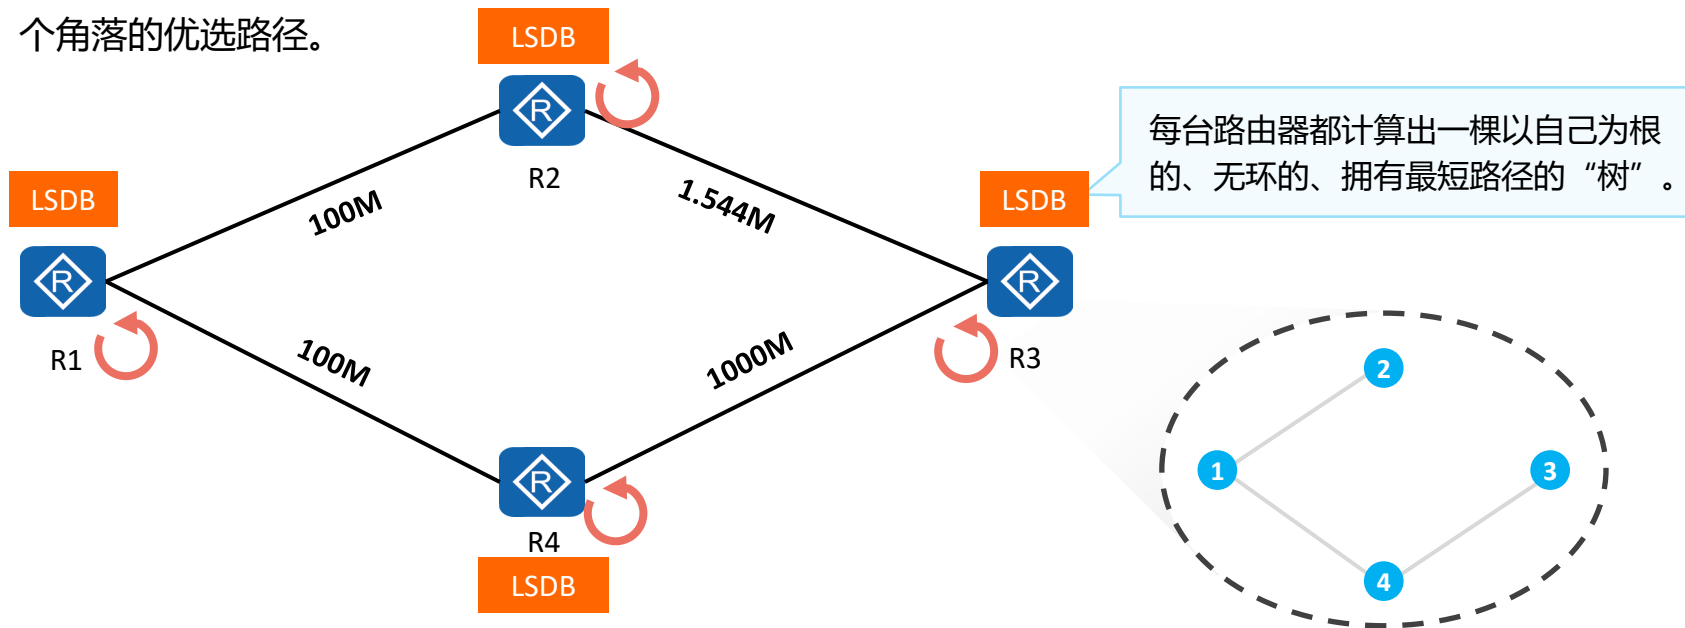 个角落的优选路径。
LSDB
R
R2
每台路由器都计算出一棵以自己为根
的、无环的、拥有最短路径的“树”。
LSDB
100M
1.544M
LSDB
R
R1
R
R3
100M
1000M
R
R4
LSDB
2
1
3
4